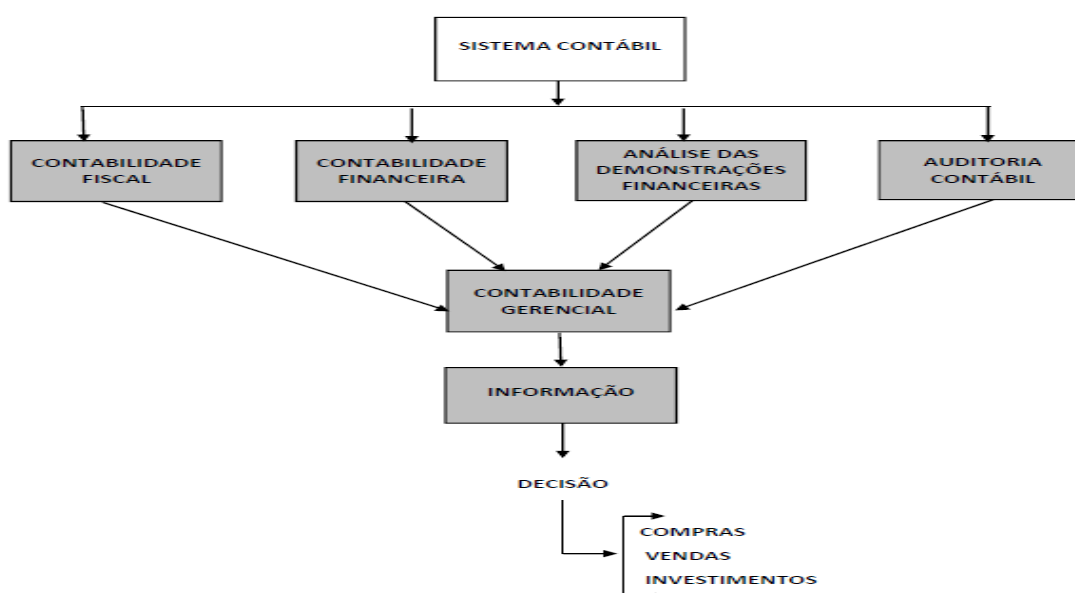 SISTEMA CONTÁBIL
CONTABILIDADE
FISCAL
CONTABILIDADE
FINANCEIRA
ANÁLISE DAS
DEMONSTRAÇÕES
FINANCEIRAS
AUDITORIA
CONTÁBIL
CONTABILIDADE
GERENCIAL
INFORMAÇÃO
DECISÃO
COMPRAS
VENDAS
INVESTIMENTOS